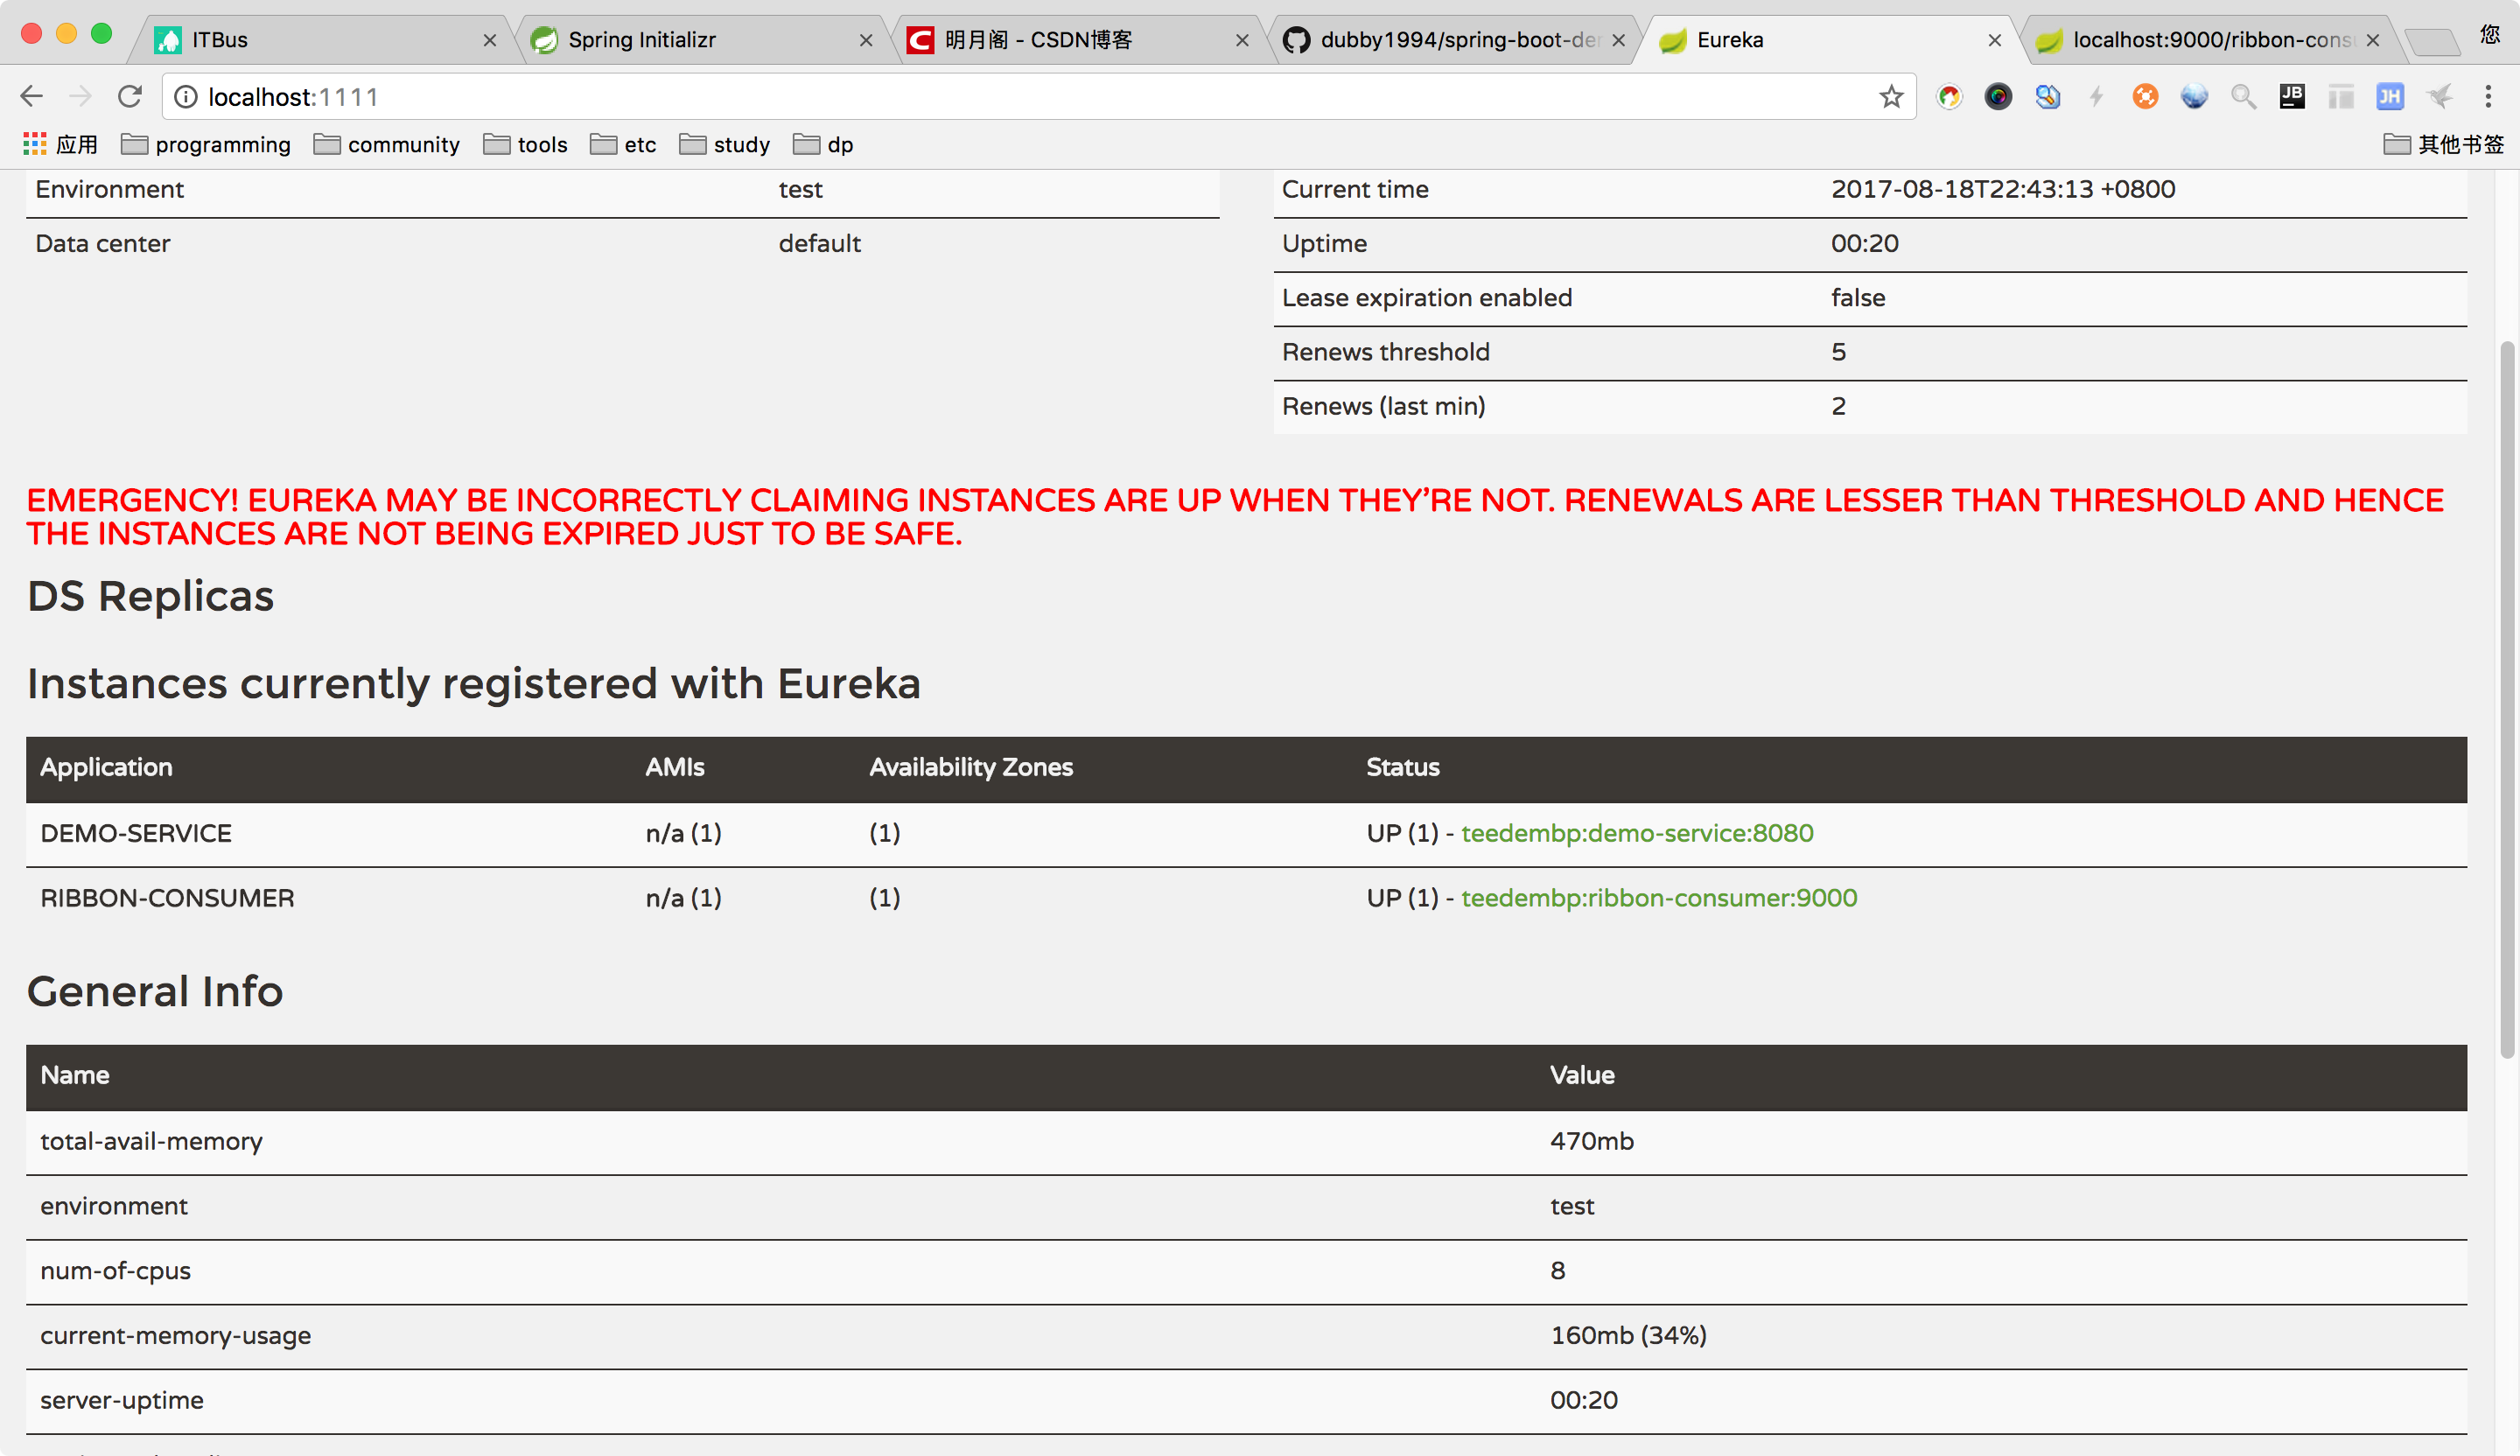 ITBus
Spring Initializr
明月阁 - CSDN博客
dubby1994/spring-boot-de
Eureka
localhost:9000/ribbon-cons
您
localhost:1111
JB
JH
应用
programming
community
tools
etc
study
dp
其他书签
Environment test
Data center default
Current time 2017-08-18T22:43:13 +0800
Uptime 00:20
Lease expiration enabled false
Renews threshold 5
Renews (last min) 2
EMERGENCY! EUREKA MAY BE INCORRECTLY CLAIMING INSTANCES ARE UP WHEN THEY’RE NOT. RENEWALS ARE LESSER THAN THRESHOLD AND HENCE
THE INSTANCES ARE NOT BEING EXPIRED JUST TO BE SAFE.
DS Replicas
Instances currently registered with Eureka
Application AMIs Availability Zones Status
DEMO-SERVICE n/a (1) (1) UP (1) - teedembp:demo-service:8080
RIBBON-CONSUMER n/a (1) (1) UP (1) - teedembp:ribbon-consumer:9000
General Info
Name Value
total-avail-memory 470mb
environment test
num-of-cpus 8
current-memory-usage 160mb (34%)
server-uptime 00:20